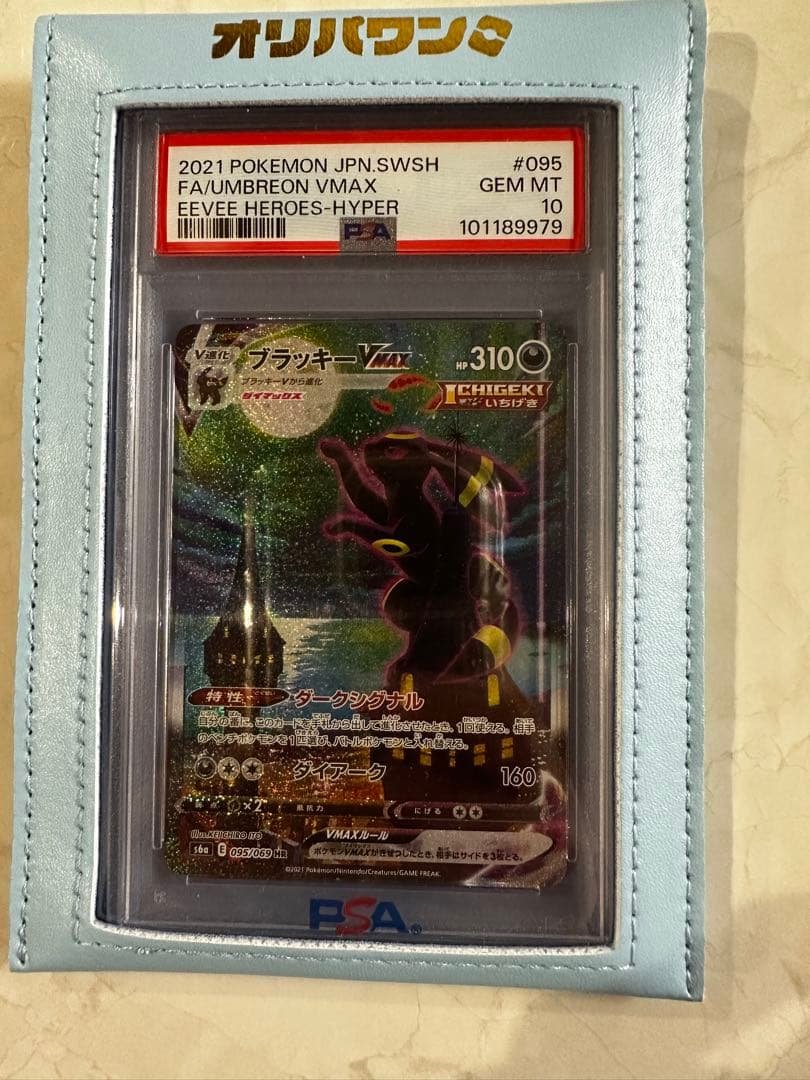 オリパワン
2021 POKEMON JPN.SWSH #095
FA/UMBREON VMAX GEM MT
EEVEE HEROES-HYPER 10
PSA 101189979
V進化 ブラッキーVMAX HP310
ブラッキーVから進化
ダイマックス
ICHIGEKI
いちげき
特性 ダークシグナル
自分の番に、このカードを手札から出して進化させたとき、1回使える。相手
のベンチポケモンを1匹選び、バトルポケモンと入れ替える。
ダイアーク 160
×2 抵抗力 にげる
illus.KEIICHIRO ITO
s6a E 095/069 HR
VMAXルール
ポケモンVMAXがきぜつしたとき、相手はサイドを3枚とる。
©2021 Pokémon/Nintendo/Creatures/GAME FREAK.
PSA